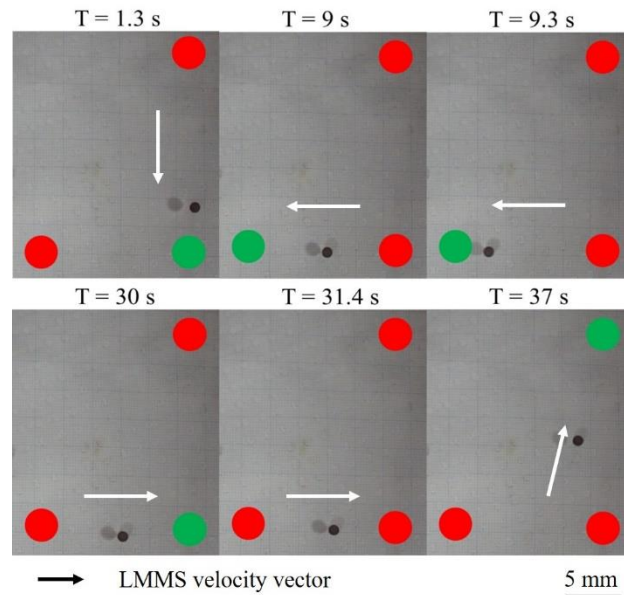 T = 1.3 s
T = 9 s
T = 9.3 s
T = 30 s
T = 31.4 s
T = 37 s
LMMS velocity vector
5 mm